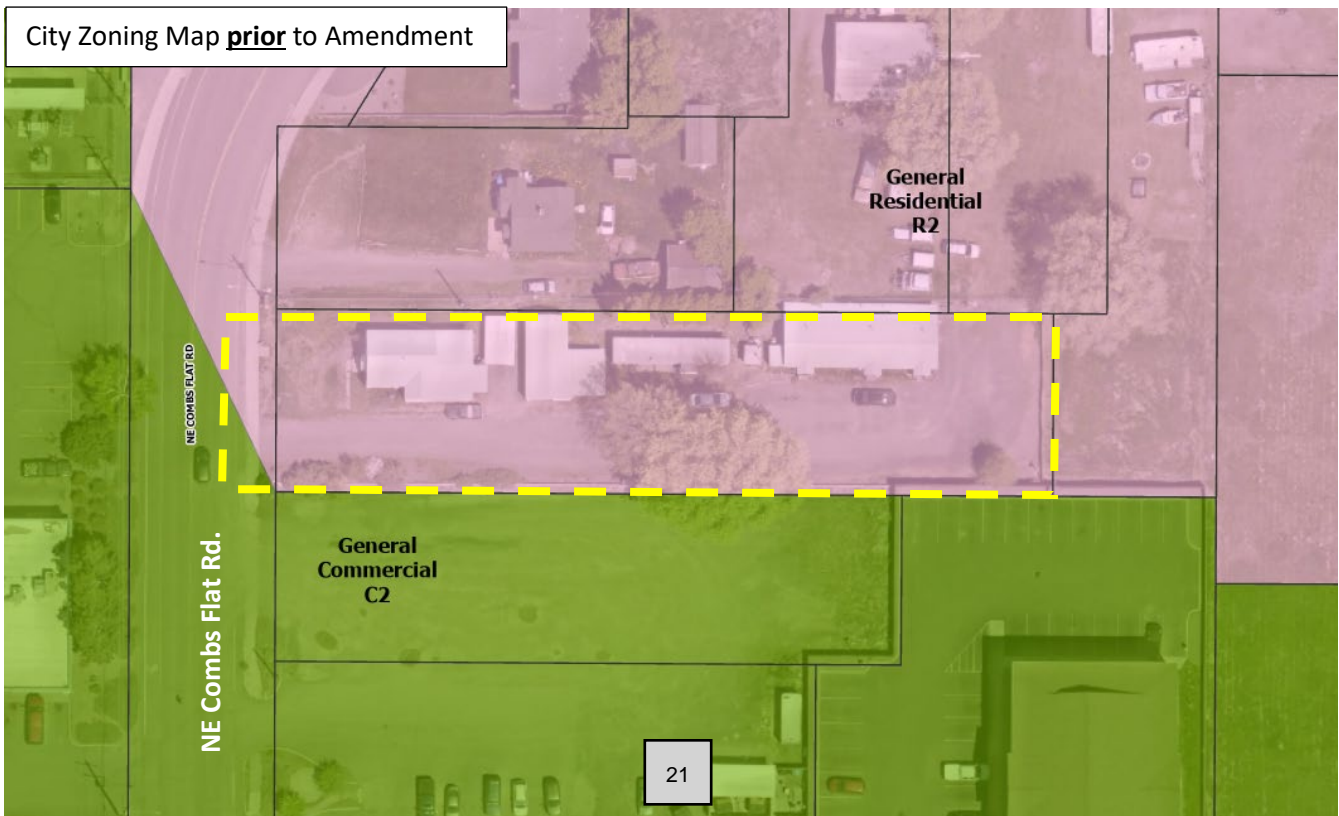 City Zoning Map prior to Amendment
General
Residential
R2
NE COMBS FLAT RD
General
Commercial
C2
NE Combs Flat Rd.
21